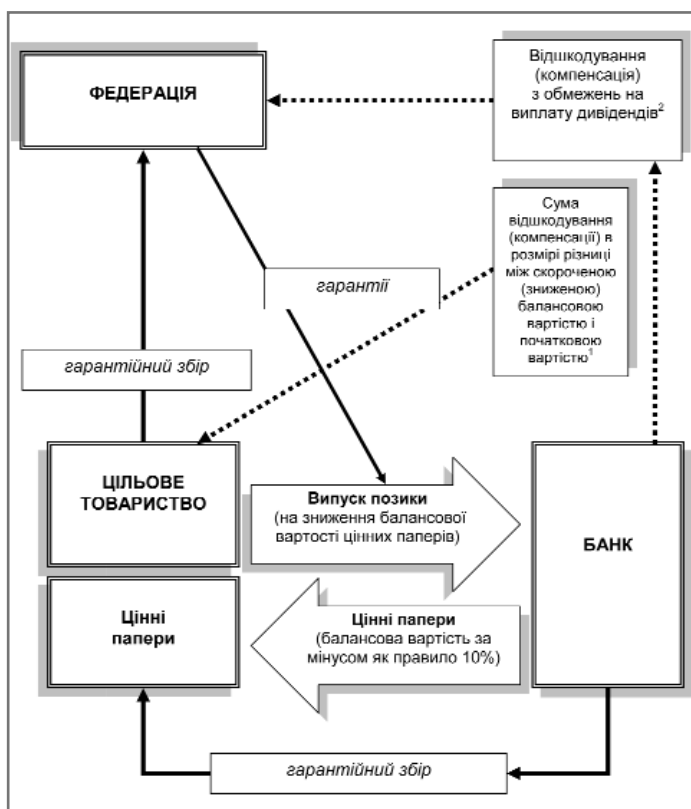 ФЕДЕРАЦІЯ
Відшкодування
(компенсація)
з обмежень на
виплату дивідендів²
Сума
відшкодування
(компенсації) в
розмірі різниці
між скороченою
(зниженою)
балансовою
вартістю і
початковою
вартістю¹
гарантії
гарантійний збір
ЦІЛЬОВЕ
ТОВАРИСТВО
Випуск позики
(на зниження балансової
вартості цінних паперів)
БАНК
Цінні
папери
Цінні папери
(балансова вартість за
мінусом як правило 10%)
гарантійний збір